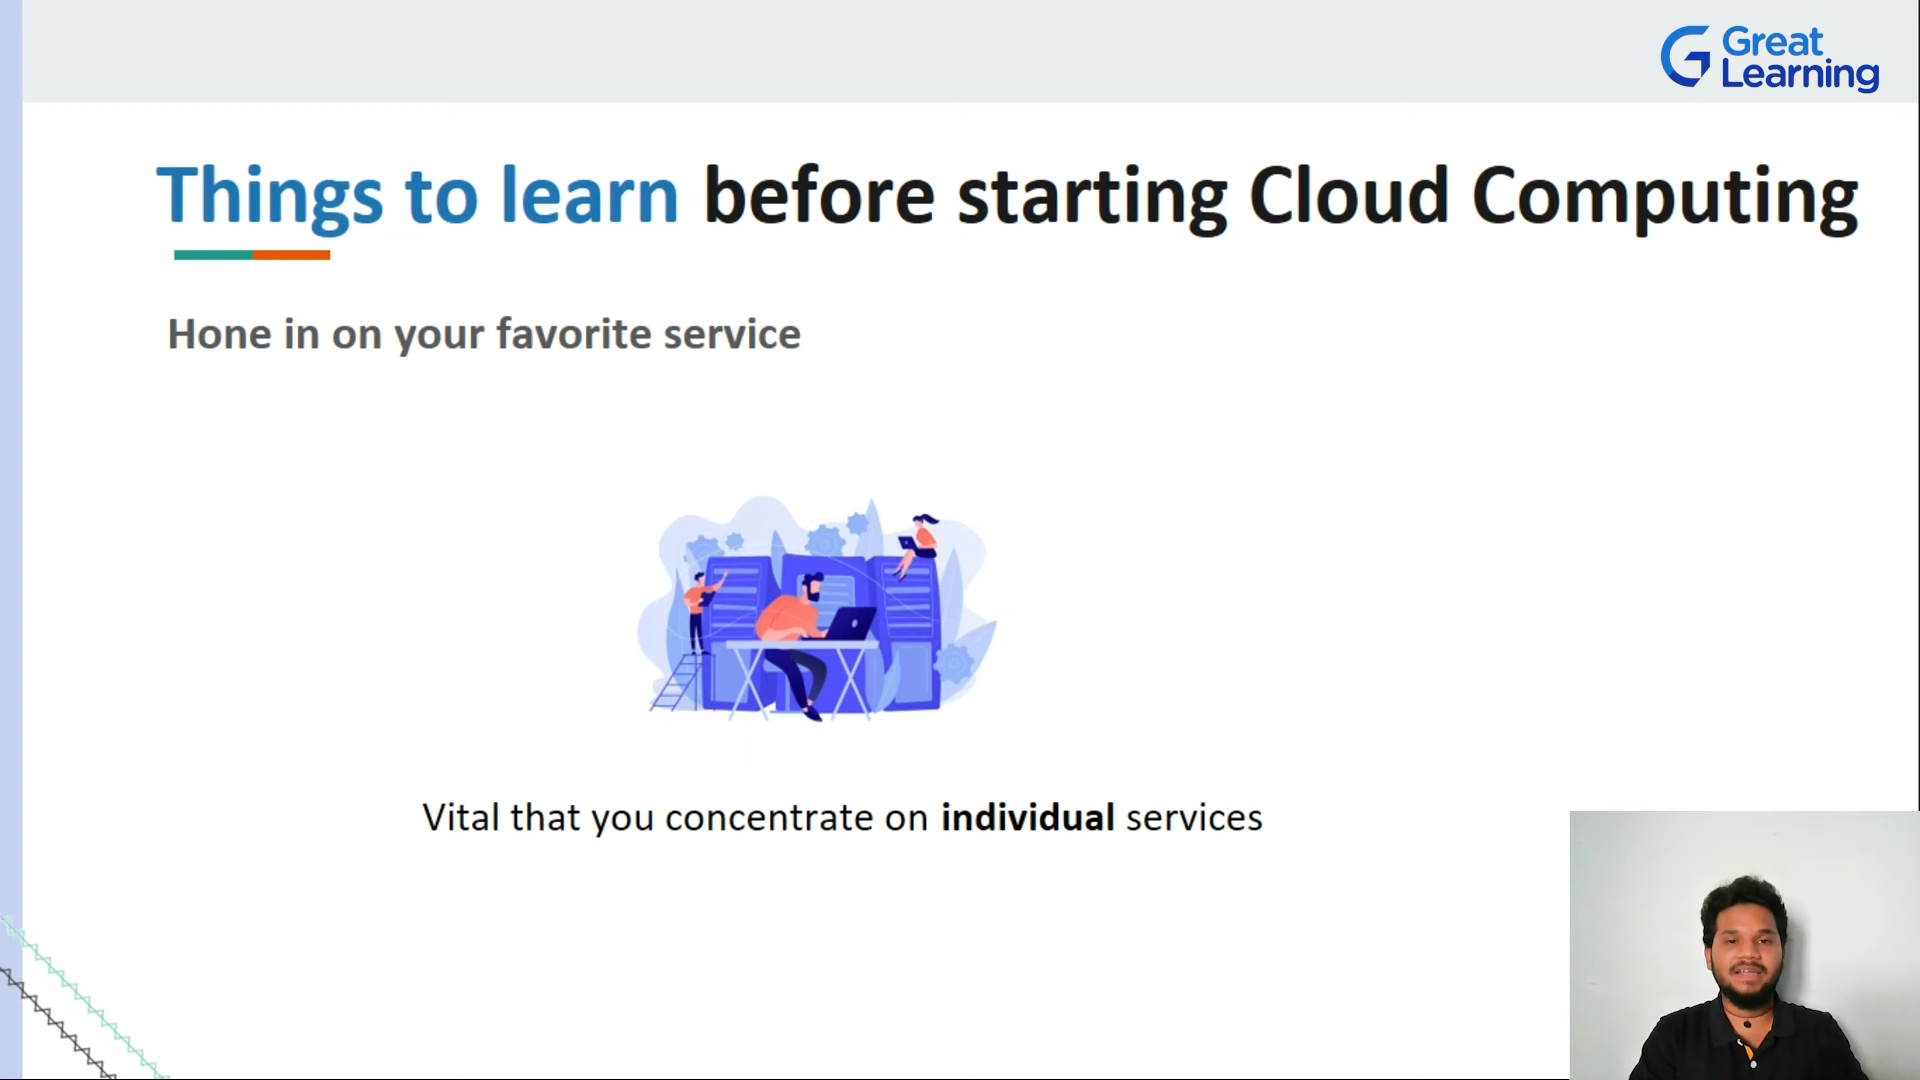 Great
Learning
Things to learn before starting Cloud Computing
Hone in on your favorite service
Vital that you concentrate on individual services